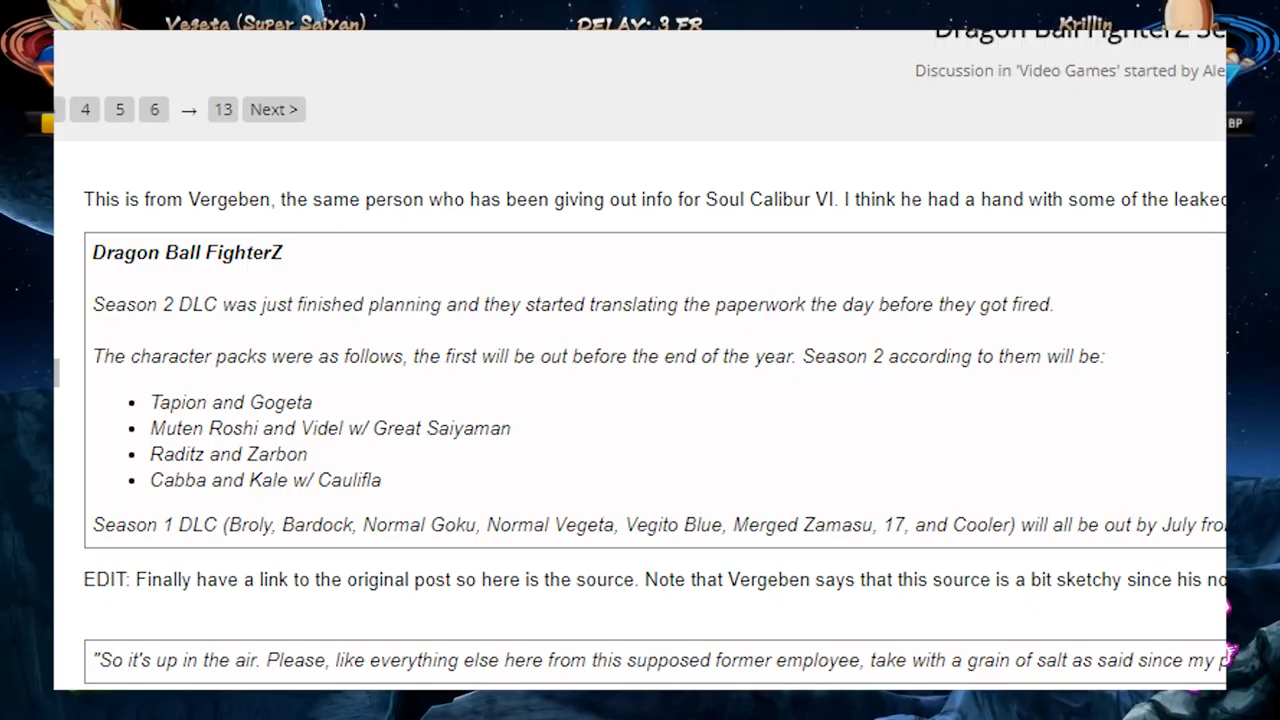 Vegeta (Super Saiyan) DELAY: 3 FR Krillin
Dragon Ball FighterZ Se
Discussion in 'Video Games' started by Ale
4 5 6 → 13 Next >
BP
This is from Vergeben, the same person who has been giving out info for Soul Calibur VI. I think he had a hand with some of the leaked
Dragon Ball FighterZ
Season 2 DLC was just finished planning and they started translating the paperwork the day before they got fired.
The character packs were as follows, the first will be out before the end of the year. Season 2 according to them will be:
• Tapion and Gogeta
• Muten Roshi and Videl w/ Great Saiyaman
• Raditz and Zarbon
• Cabba and Kale w/ Caulifla
Season 1 DLC (Broly, Bardock, Normal Goku, Normal Vegeta, Vegito Blue, Merged Zamasu, 17, and Cooler) will all be out by July fro
EDIT: Finally have a link to the original post so here is the source. Note that Vergeben says that this source is a bit sketchy since his no
"So it's up in the air. Please, like everything else here from this supposed former employee, take with a grain of salt as said since my p